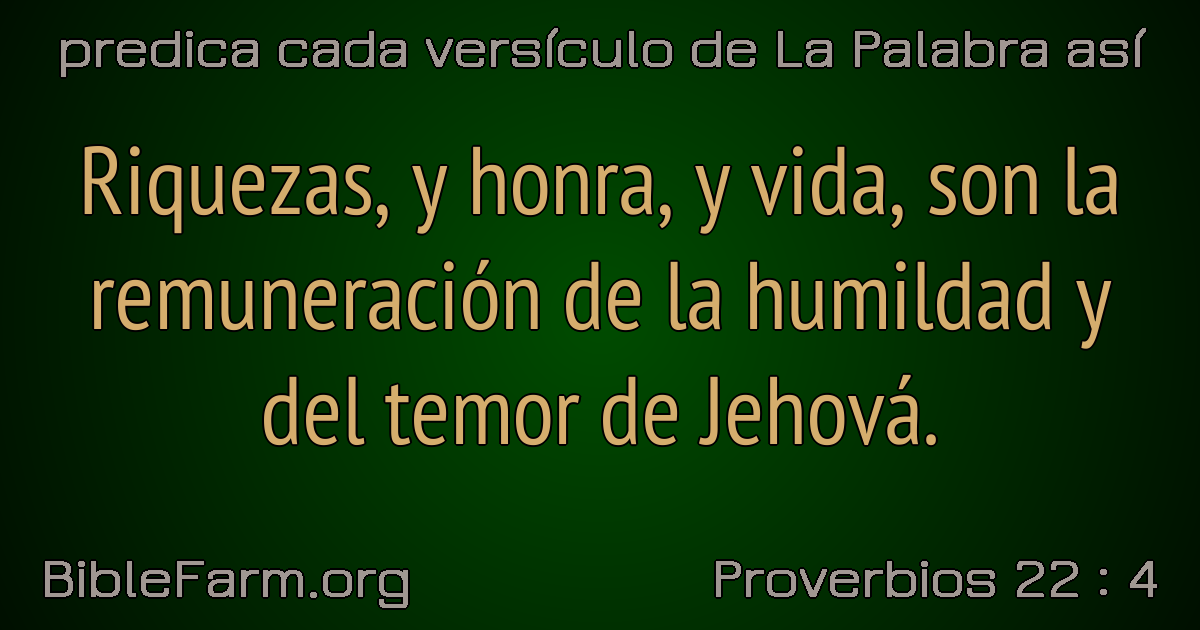 predica cada versículo de La Palabra así
Riquezas, y honra, y vida, son la
remuneración de la humildad y
del temor de Jehová.
BibleFarm.org
Proverbios 22 : 4